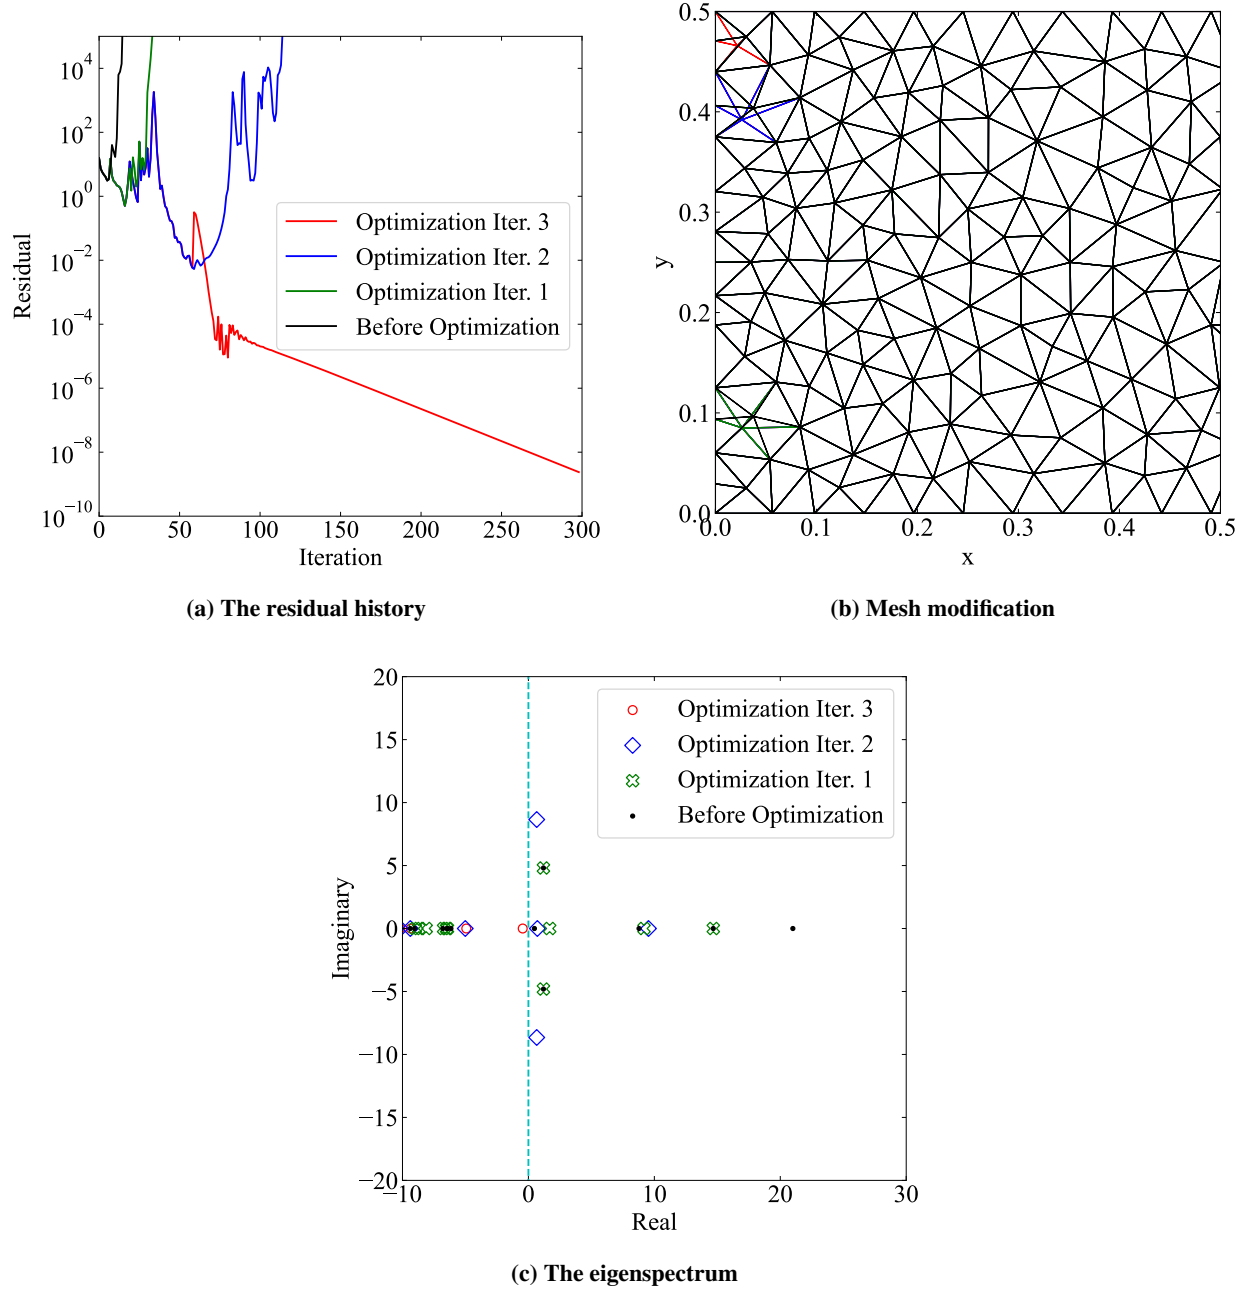 10^4
10^2
10^0
10^−2
10^−4
10^−6
10^−8
10^−10
Residual
0 50 100 150 200 250 300
Iteration
Optimization Iter. 3
Optimization Iter. 2
Optimization Iter. 1
Before Optimization
(a) The residual history
0.5
0.4
0.3
0.2
0.1
0.0
y
0.0 0.1 0.2 0.3 0.4 0.5
x
(b) Mesh modification
20
15
10
5
0
−5
−10
−15
−20
Imaginary
−10 0 10 20 30
Real
Optimization Iter. 3
Optimization Iter. 2
Optimization Iter. 1
Before Optimization
(c) The eigenspectrum